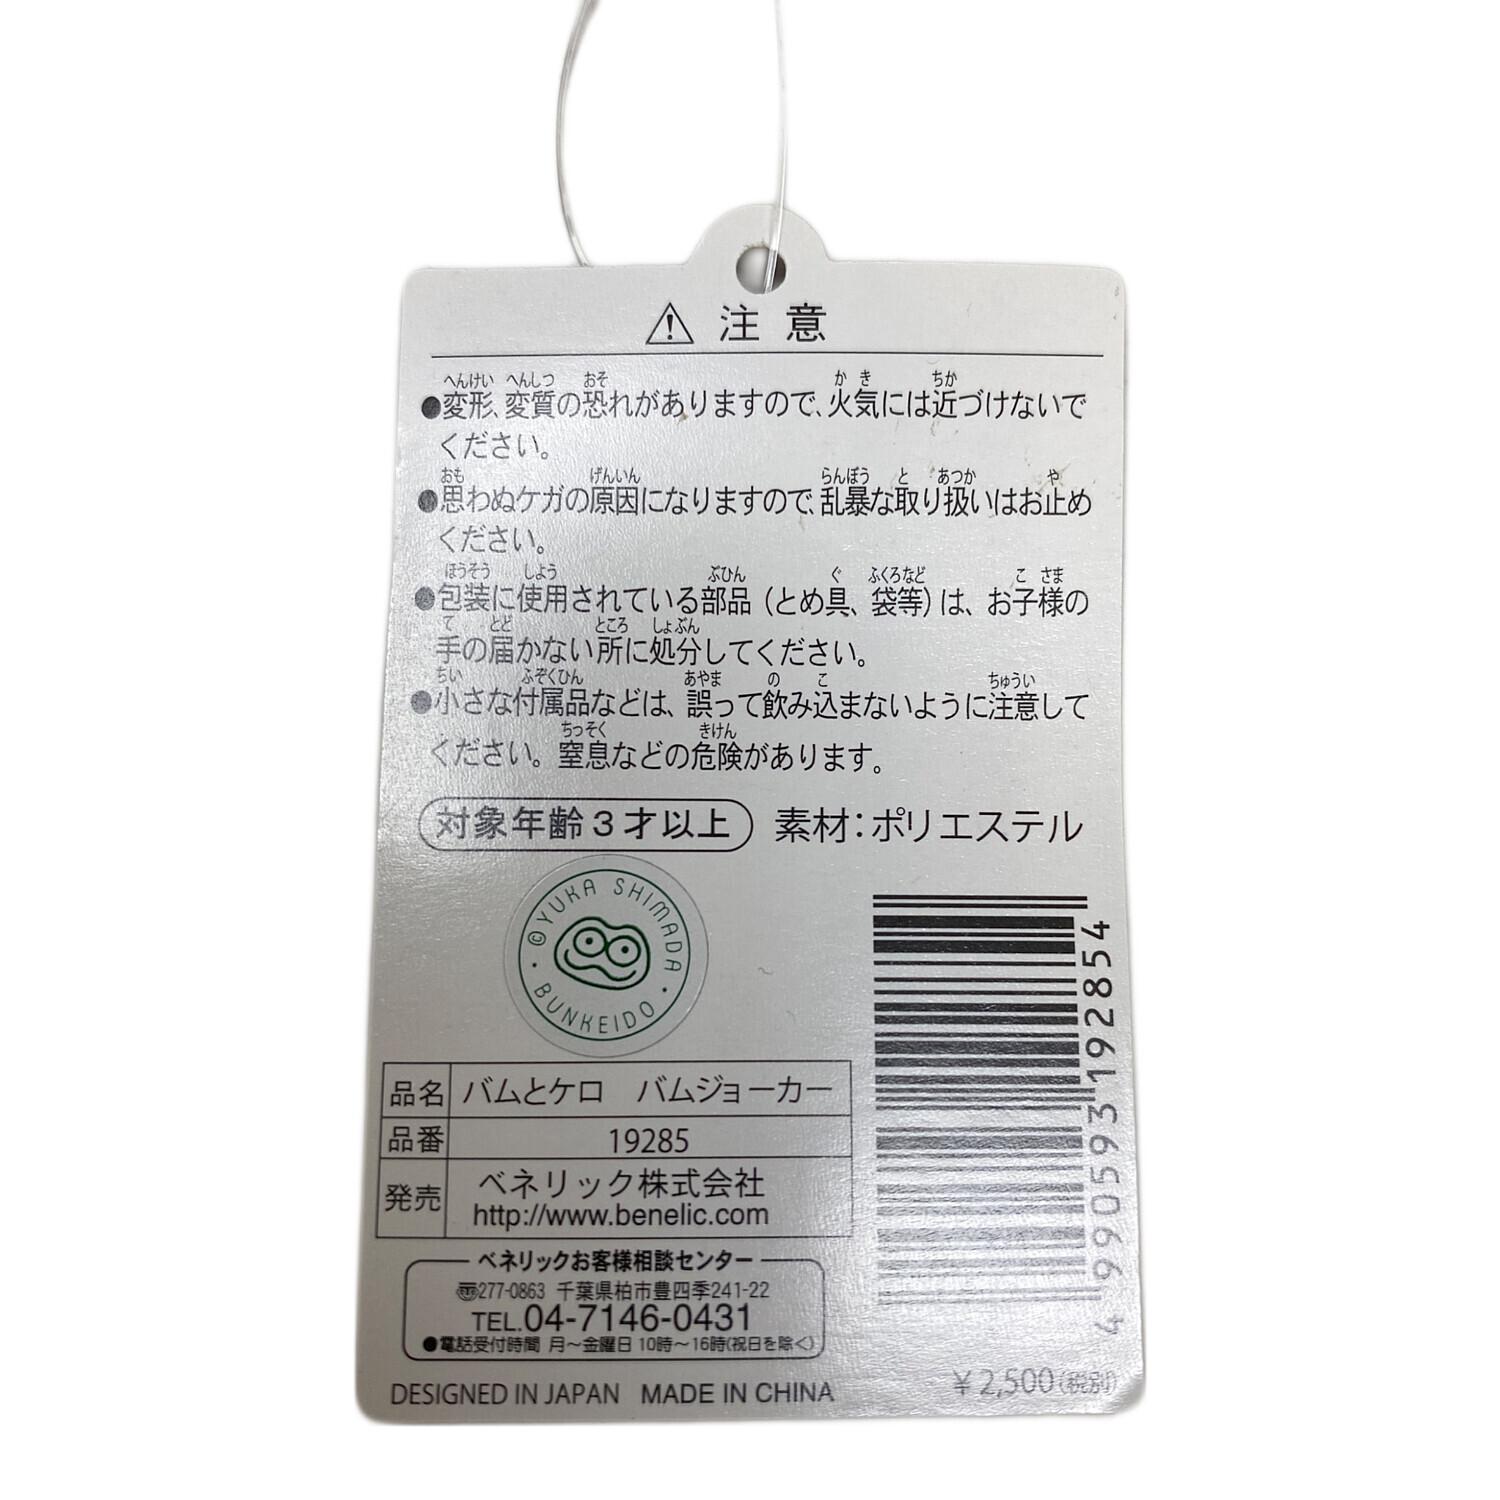 注 意
●変形、変質の恐れがありますので、火気には近づけないで
ください。
●思わぬケガの原因になりますので、乱暴な取り扱いはお止め
ください。
●包装に使用されている部品（とめ具、袋等）は、お子様の
手の届かない所に処分してください。
●小さな付属品などは、誤って飲み込まないように注意して
ください。窒息などの危険があります。
対象年齢3才以上 素材：ポリエステル
©YUKA SHIMADA
・BUNKEIDO・
品名 バムとケロ バムジョーカー
品番 19285
発売 ベネリック株式会社
http://www.benelic.com
ベネリックお客様相談センター
〒277-0863 千葉県柏市豊四季241-22
TEL.04-7146-0431
●電話受付時間 月〜金曜日 10時〜16時(祝日を除く)
DESIGNED IN JAPAN MADE IN CHINA
4 990593 192854
￥2,500(税別)